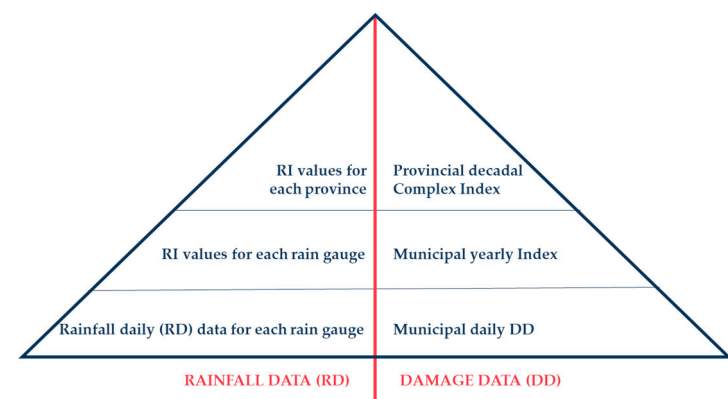 RI values for
each province
Provincial decadal
Complex Index
RI values for each rain gauge
Municipal yearly Index
Rainfall daily (RD) data for each rain gauge
Municipal daily DD
RAINFALL DATA (RD)
DAMAGE DATA (DD)